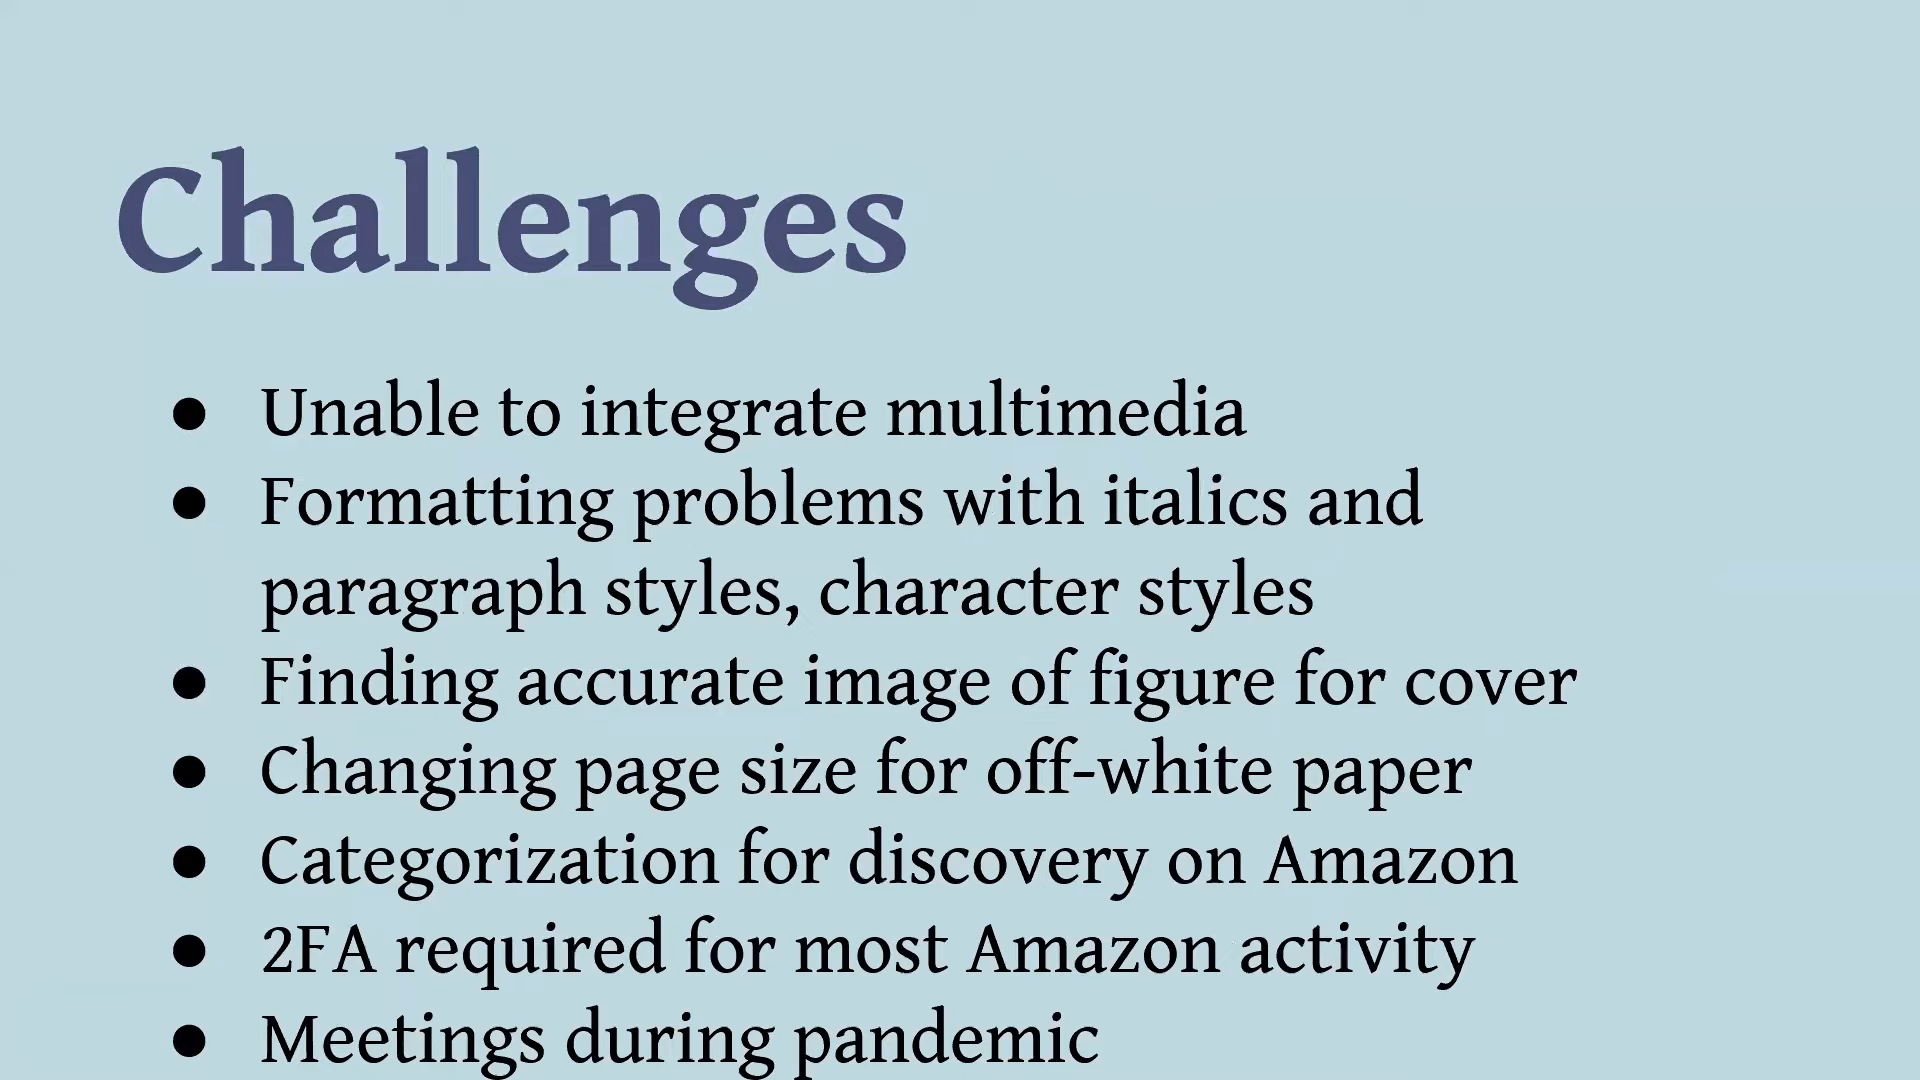 Challenges
● Unable to integrate multimedia
● Formatting problems with italics and
paragraph styles, character styles
● Finding accurate image of figure for cover
● Changing page size for off-white paper
● Categorization for discovery on Amazon
● 2FA required for most Amazon activity
● Meetings during pandemic